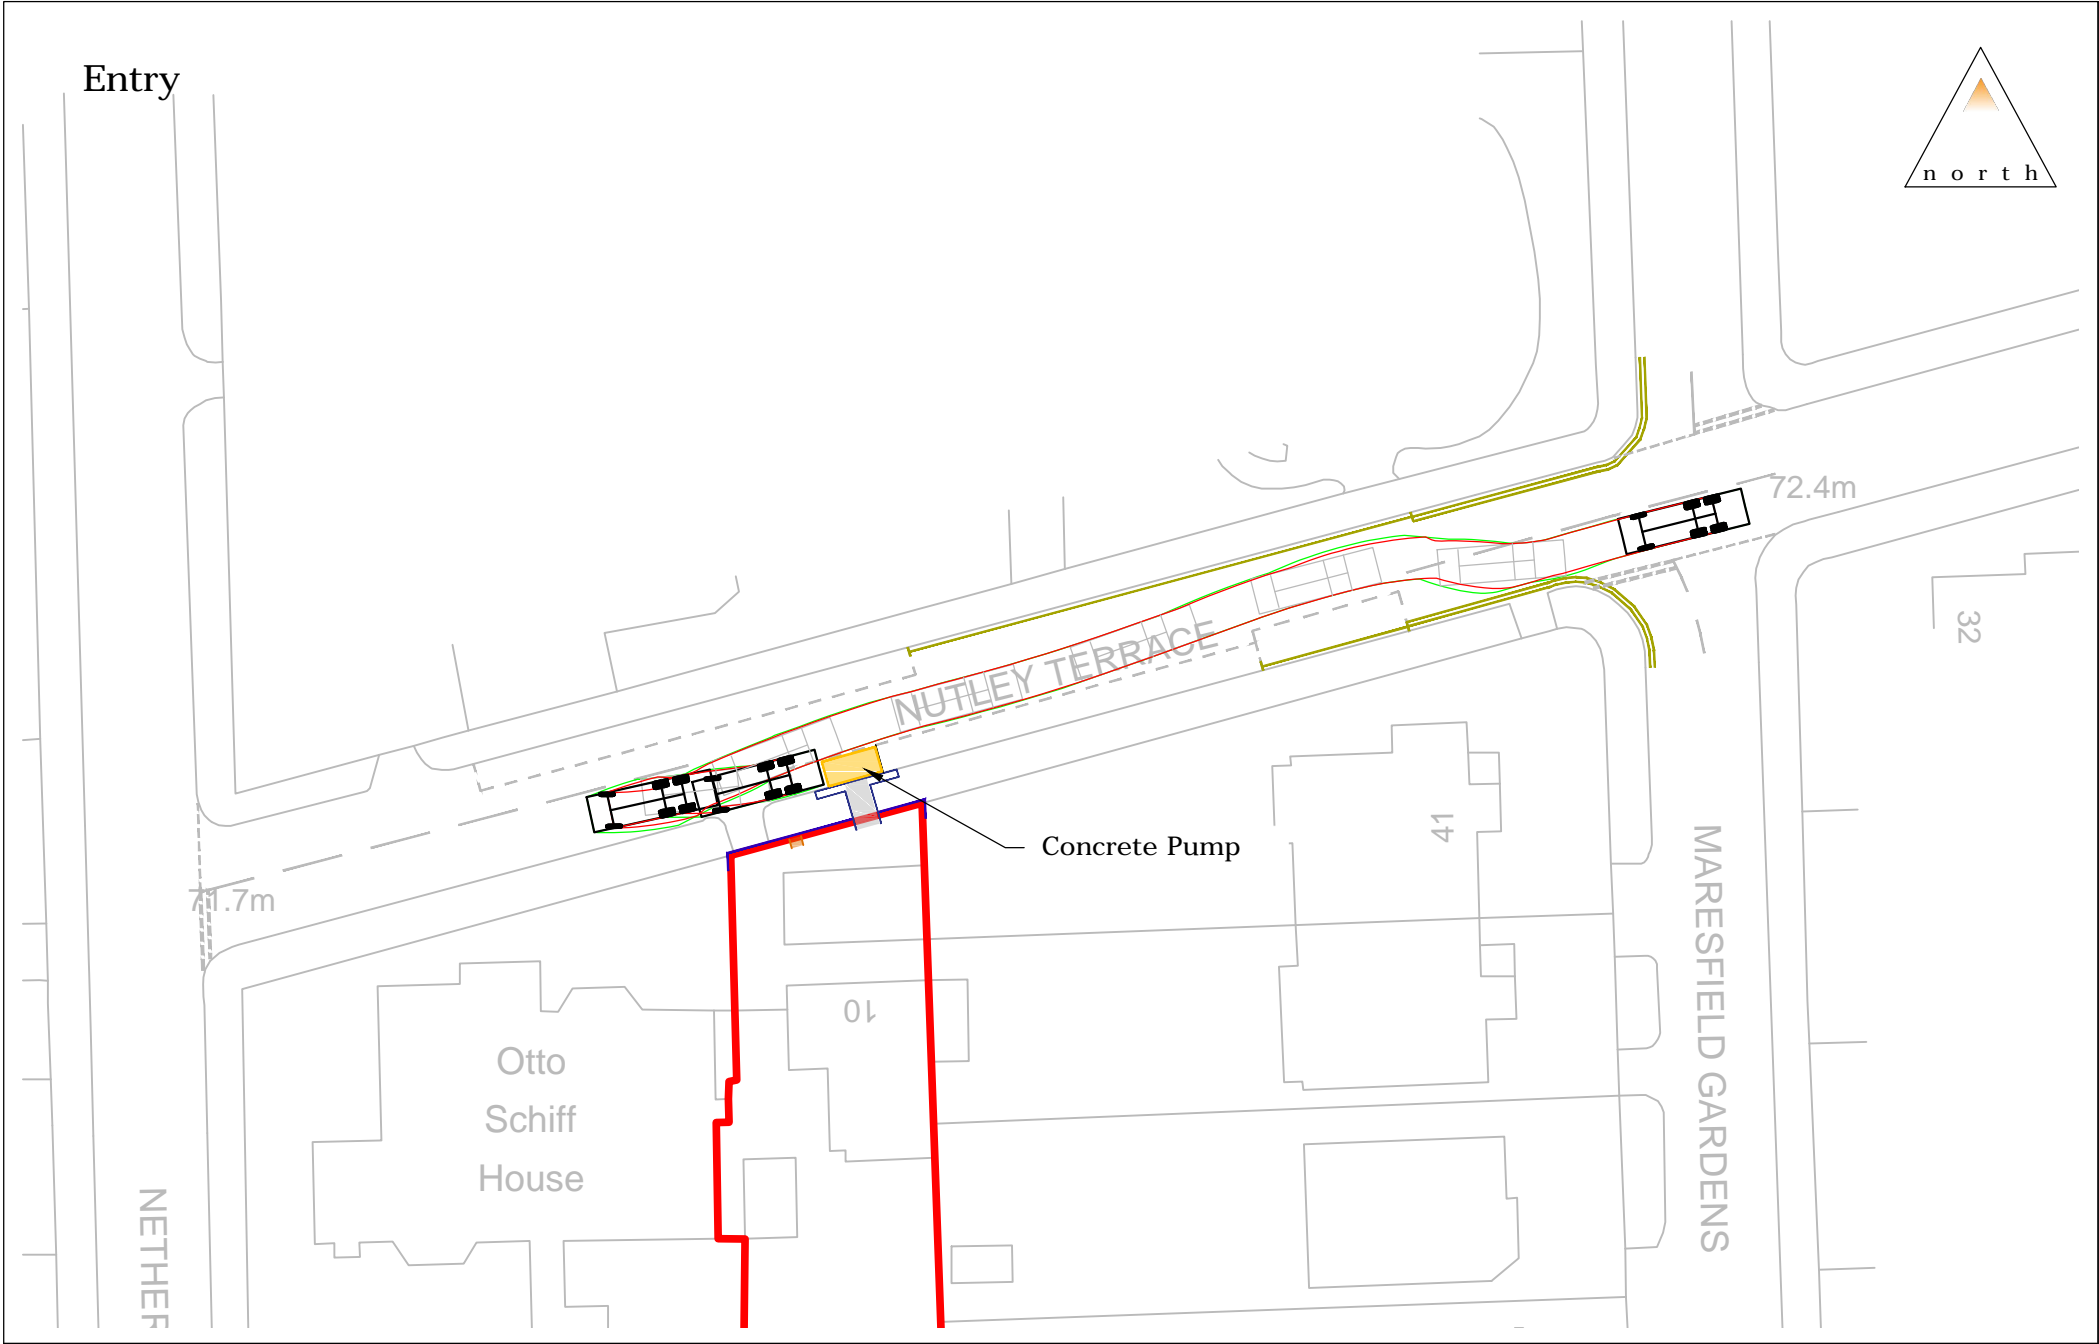 Entry
north
72.4m
32
NUTLEY TERRACE
Concrete Pump
41
71.7m
10
Otto
Schiff
House
MARESFIELD GARDENS
NETHER